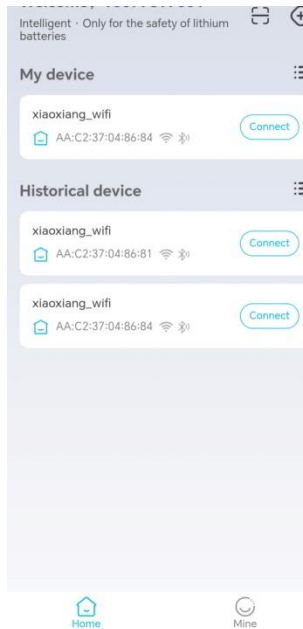 Intelligent · Only for the safety of lithium
batteries
My device
xiaoxiang_wifi
AA:C2:37:04:86:84
Connect
Historical device
xiaoxiang_wifi
AA:C2:37:04:86:81
Connect
xiaoxiang_wifi
AA:C2:37:04:86:84
Connect
Home
Mine